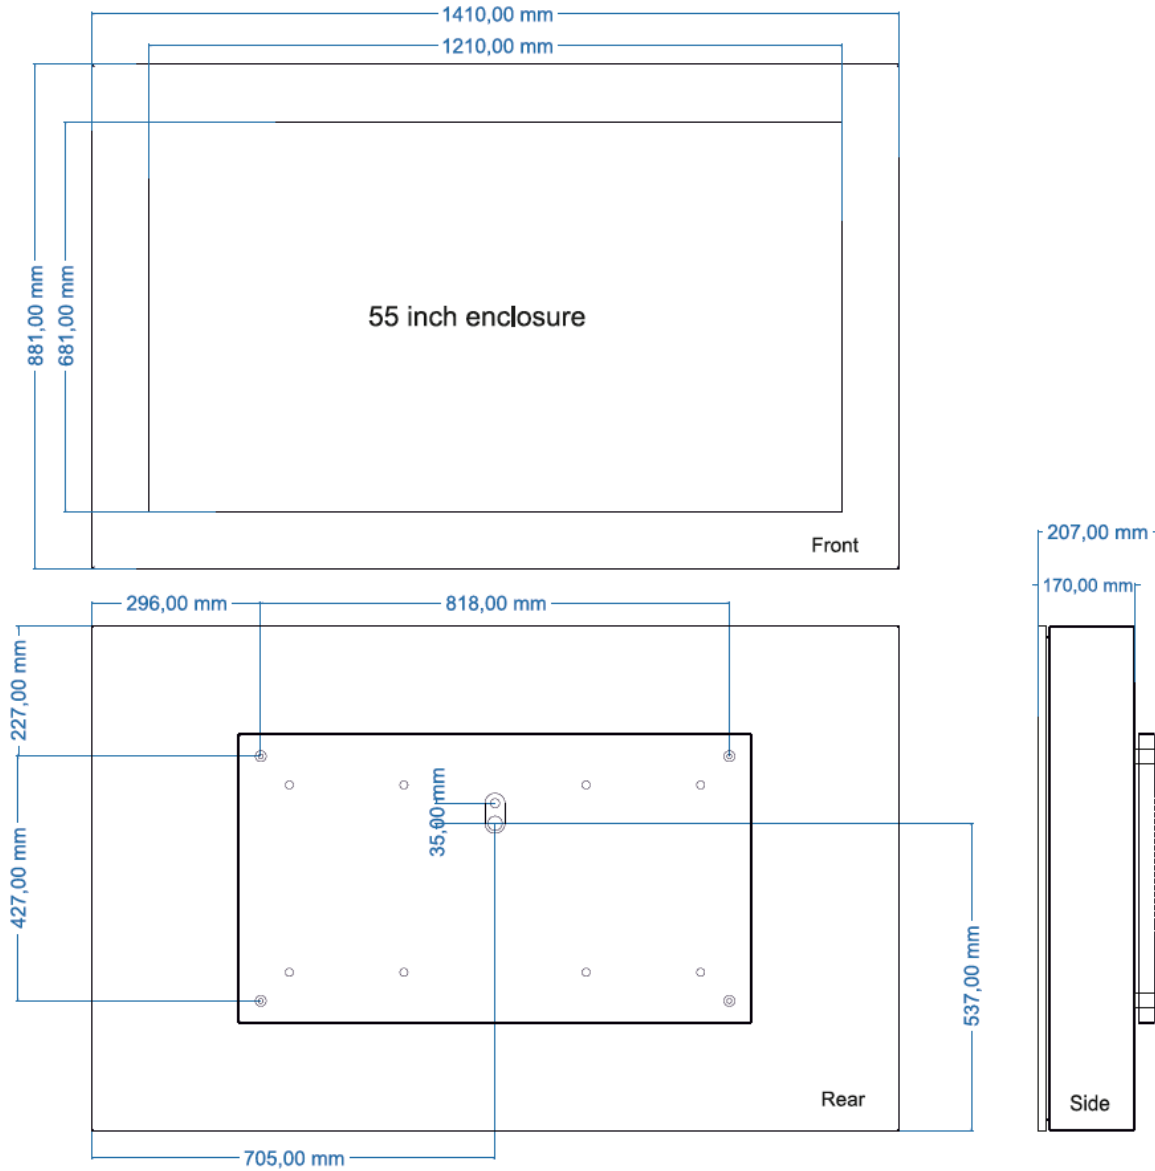 1410,00 mm
1210,00 mm
881,00 mm
681,00 mm
55 inch enclosure
Front
207,00 mm
170,00 mm
296,00 mm
818,00 mm
227,00 mm
35,00 mm
427,00 mm
537,00 mm
Rear
Side
705,00 mm